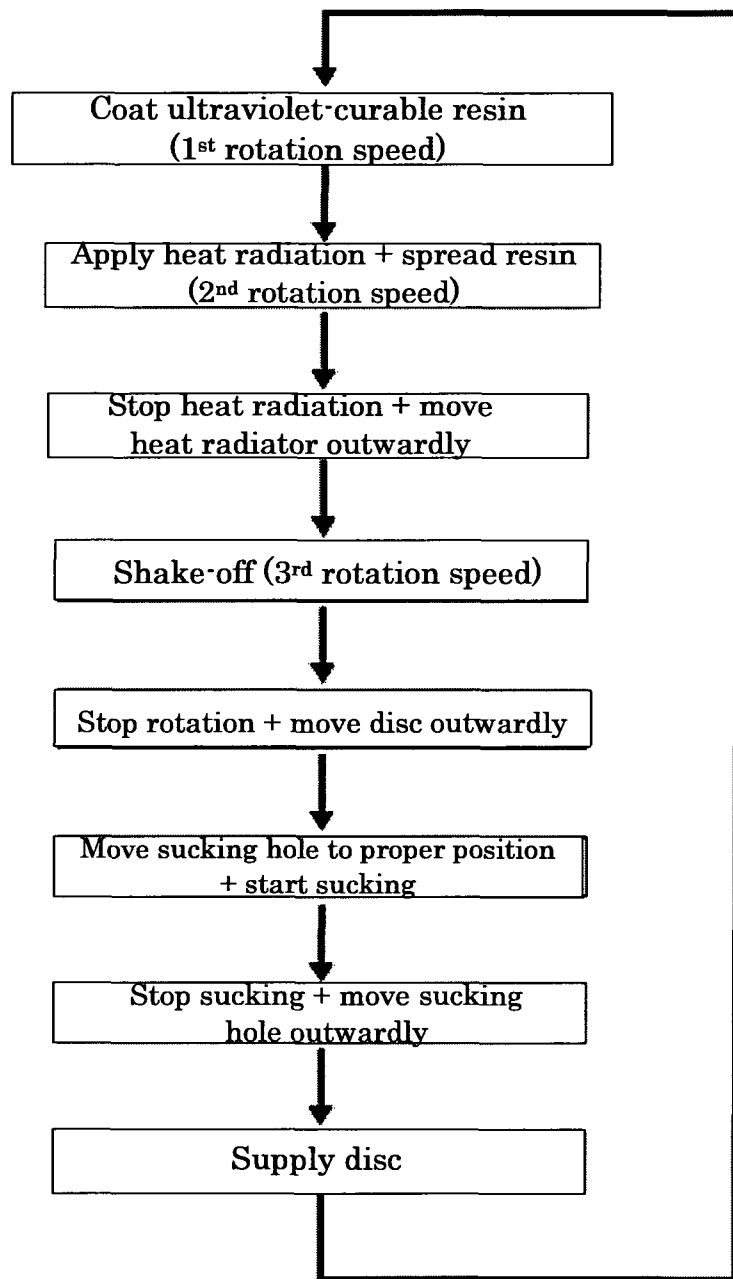 Coat ultraviolet-curable resin
(1st rotation speed)
Apply heat radiation + spread resin
(2nd rotation speed)
Stop heat radiation + move
heat radiator outwardly
Shake-off (3rd rotation speed)
Stop rotation + move disc outwardly
Move sucking hole to proper position
+ start sucking
Stop sucking + move sucking
hole outwardly
Supply disc